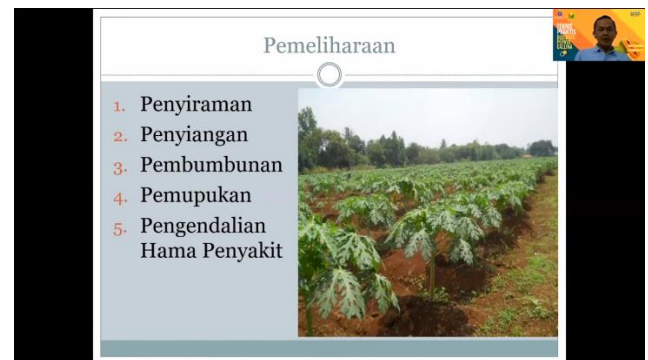 Pemeliharaan
1. Penyiraman
2. Penyiangan
3. Pembumbunan
4. Pemupukan
5. Pengendalian
Hama Penyakit